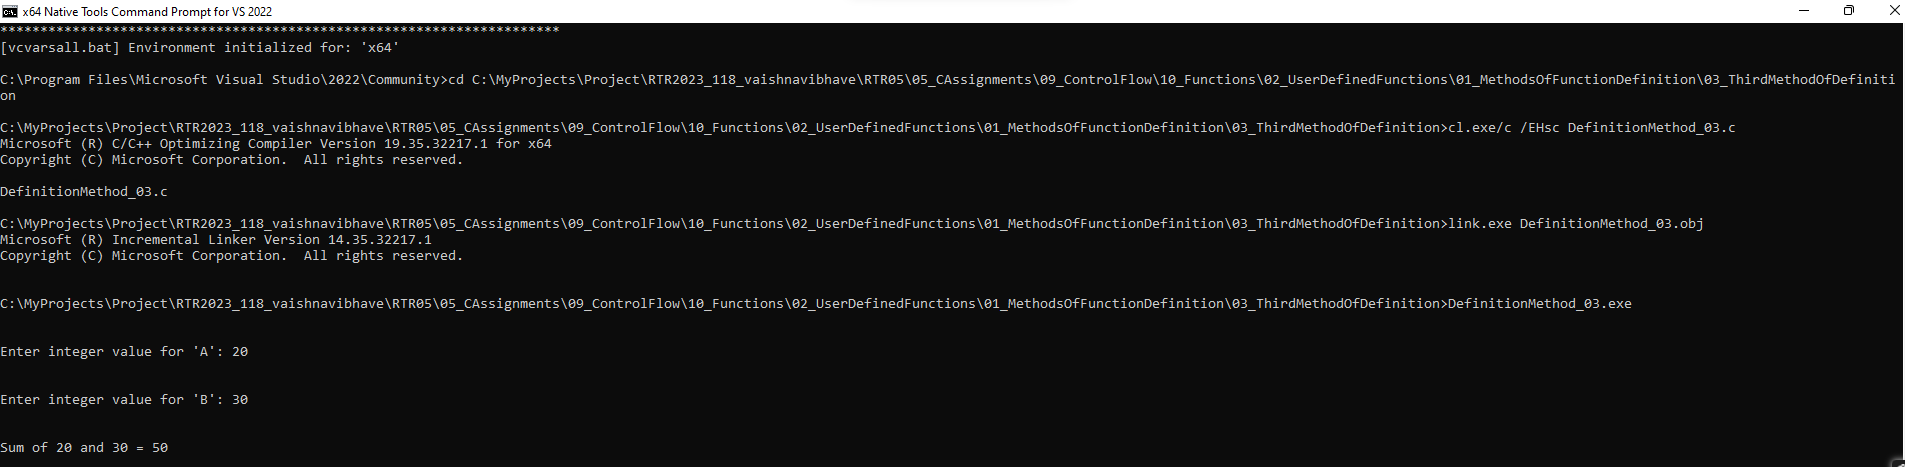 x64 Native Tools Command Prompt for VS 2022
**********************************************************************
[vcvarsall.bat] Environment initialized for: 'x64'
C:\Program Files\Microsoft Visual Studio\2022\Community>cd C:\MyProjects\Project\RTR2023_118_vaishnavibhave\RTR05\05_CAssignments\09_ControlFlow\10_Functions\02_UserDefinedFunctions\01_MethodsOfFunctionDefinition\03_ThirdMethodOfDefiniti
on
C:\MyProjects\Project\RTR2023_118_vaishnavibhave\RTR05\05_CAssignments\09_ControlFlow\10_Functions\02_UserDefinedFunctions\01_MethodsOfFunctionDefinition\03_ThirdMethodOfDefinition>cl.exe/c /EHsc DefinitionMethod_03.c
Microsoft (R) C/C++ Optimizing Compiler Version 19.35.32217.1 for x64
Copyright (C) Microsoft Corporation.  All rights reserved.
DefinitionMethod_03.c
C:\MyProjects\Project\RTR2023_118_vaishnavibhave\RTR05\05_CAssignments\09_ControlFlow\10_Functions\02_UserDefinedFunctions\01_MethodsOfFunctionDefinition\03_ThirdMethodOfDefinition>link.exe DefinitionMethod_03.obj
Microsoft (R) Incremental Linker Version 14.35.32217.1
Copyright (C) Microsoft Corporation.  All rights reserved.
C:\MyProjects\Project\RTR2023_118_vaishnavibhave\RTR05\05_CAssignments\09_ControlFlow\10_Functions\02_UserDefinedFunctions\01_MethodsOfFunctionDefinition\03_ThirdMethodOfDefinition>DefinitionMethod_03.exe
Enter integer value for 'A': 20
Enter integer value for 'B': 30
Sum of 20 and 30 = 50